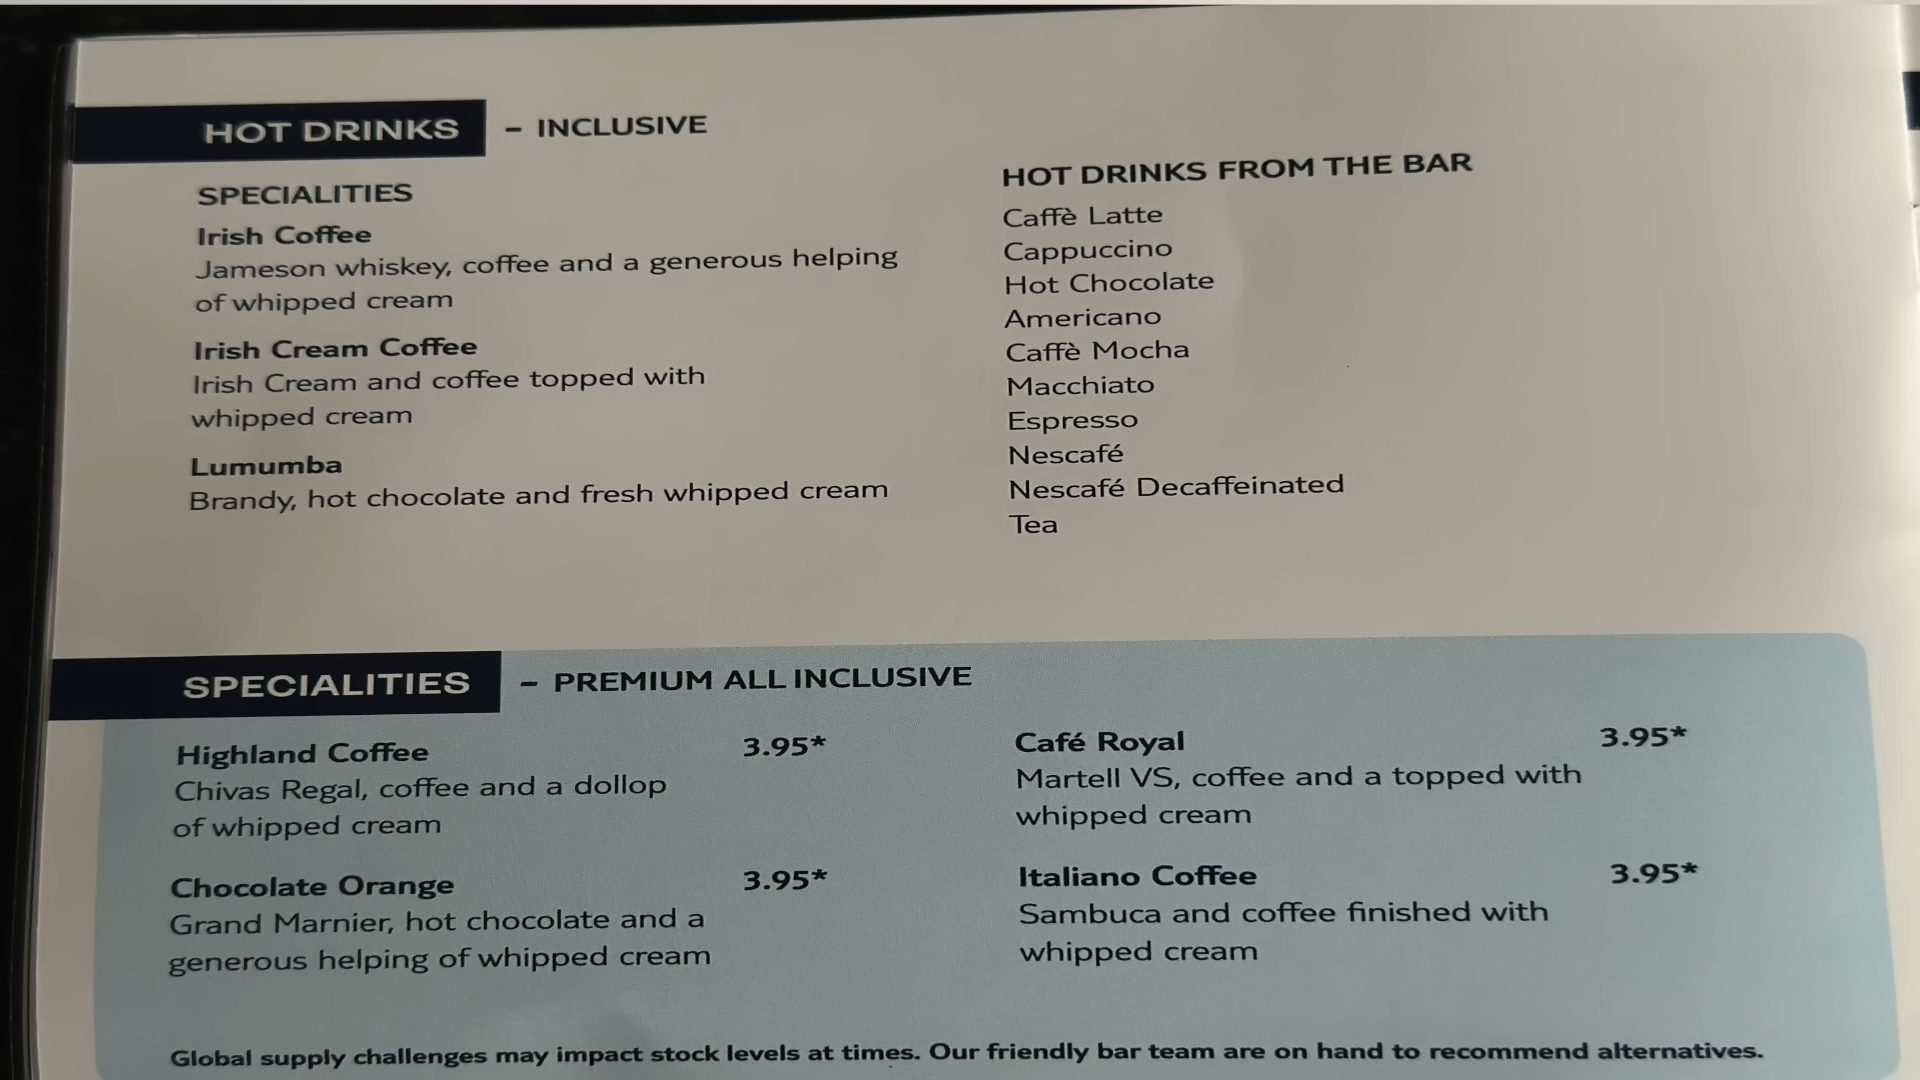 HOT DRINKS – INCLUSIVE
SPECIALITIES
Irish Coffee
Jameson whiskey, coffee and a generous helping
of whipped cream
Irish Cream Coffee
Irish Cream and coffee topped with
whipped cream
Lumumba
Brandy, hot chocolate and fresh whipped cream
HOT DRINKS FROM THE BAR
Caffè Latte
Cappuccino
Hot Chocolate
Americano
Caffè Mocha
Macchiato
Espresso
Nescafé
Nescafé Decaffeinated
Tea
SPECIALITIES – PREMIUM ALL INCLUSIVE
Highland Coffee 3.95*
Chivas Regal, coffee and a dollop
of whipped cream
Chocolate Orange 3.95*
Grand Marnier, hot chocolate and a
generous helping of whipped cream
Café Royal 3.95*
Martell VS, coffee and a topped with
whipped cream
Italiano Coffee 3.95*
Sambuca and coffee finished with
whipped cream
Global supply challenges may impact stock levels at times. Our friendly bar team are on hand to recommend alternatives.